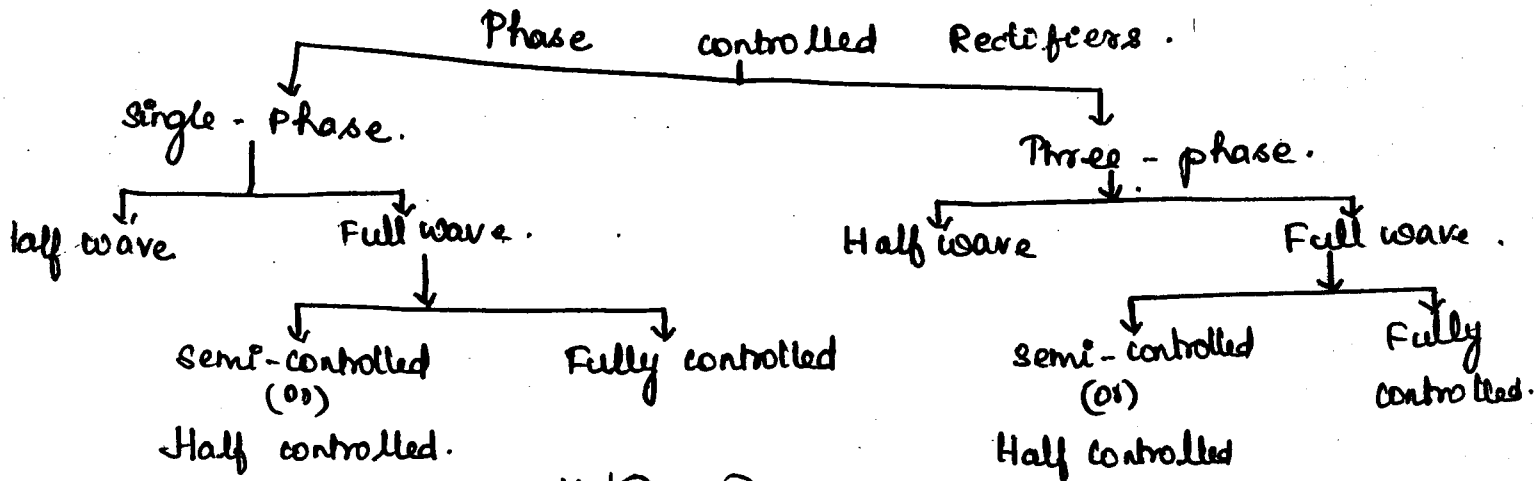 Phase controlled Rectifiers.
Single - Phase.
Three - phase.
alf wave
Full wave.
Half wave
Full wave.
Semi-controlled
(or)
Half controlled.
Fully controlled
Semi-controlled
(or)
Half controlled
Fully
controlled.